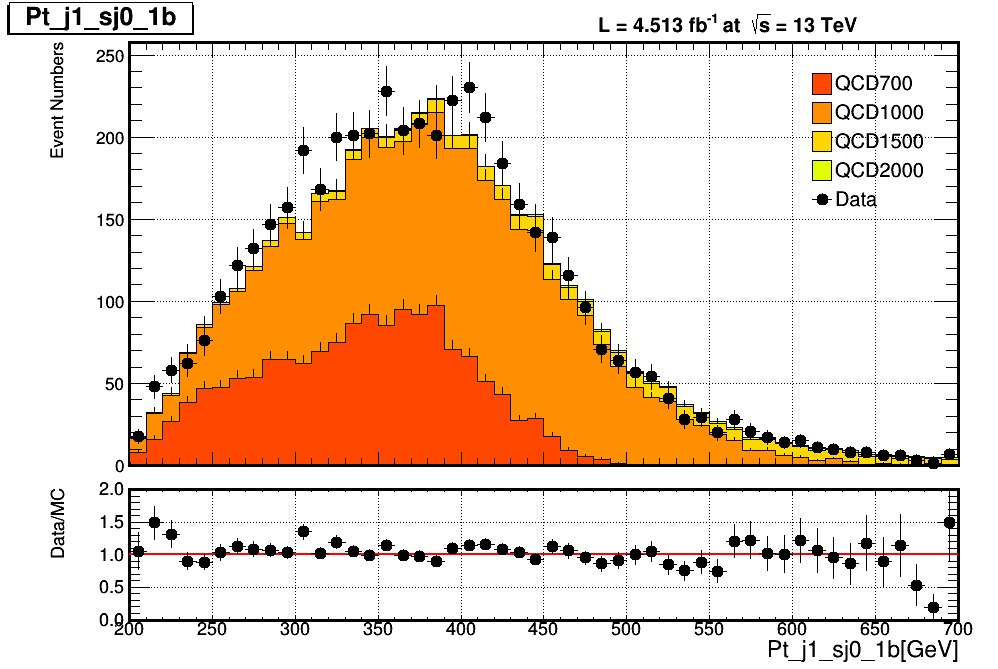 Pt_j1_sj0_1b
L = 4.513 fb⁻¹ at √s = 13 TeV
Event Numbers
250
200
150
100
50
0
QCD700
QCD1000
QCD1500
QCD2000
Data
Data/MC
2.0
1.5
1.0
0.5
0.0
200 250 300 350 400 450 500 550 600 650 700
Pt_j1_sj0_1b[GeV]